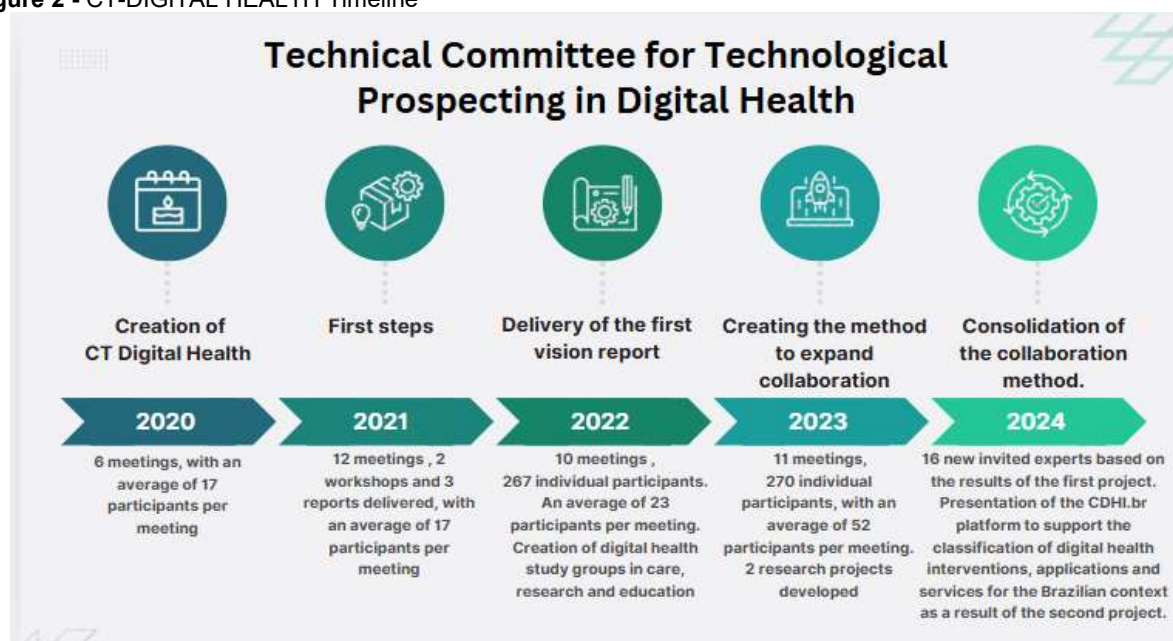 gure 2 - CT-DIGITAL HEALTH Timeline
Technical Committee for Technological
Prospecting in Digital Health
Creation of
CT Digital Health
First steps
Delivery of the first
vision report
Creating the method
to expand
collaboration
Consolidation of
the collaboration
method.
2020
2021
2022
2023
2024
6 meetings, with an
average of 17
participants per
meeting
12 meetings , 2
workshops and 3
reports delivered, with
an average of 17
participants per
meeting
10 meetings ,
267 individual participants.
An average of 23
participants per meeting.
Creation of digital health
study groups in care,
research and education
11 meetings,
270 individual
participants, with an
average of 52
participants per meeting.
2 research projects
developed
16 new invited experts based on
the results of the first project.
Presentation of the CDHI.br
platform to support the
classification of digital health
interventions, applications and
services for the Brazilian context
as a result of the second project.